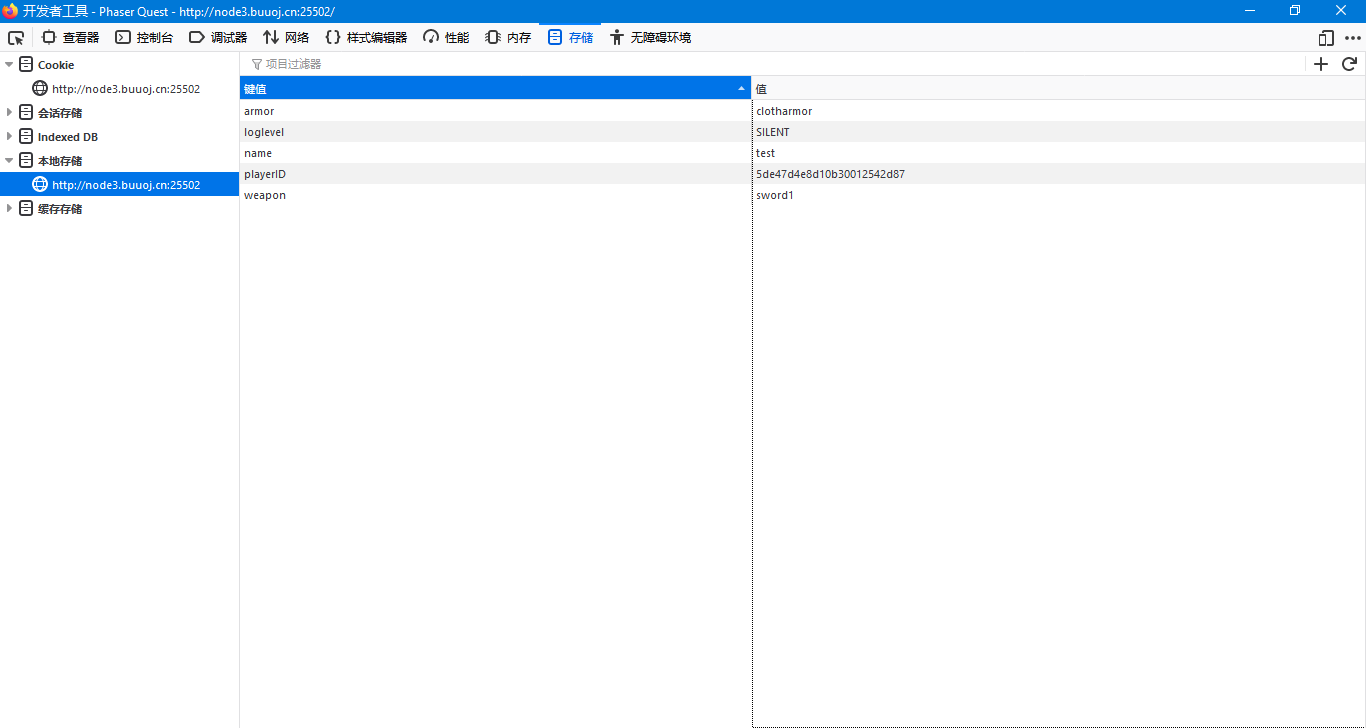 开发者工具 - Phaser Quest - http://node3.buuoj.cn:25502/
查看器 控制台 调试器 网络 样式编辑器 性能 内存 存储 无障碍环境
Cookie
http://node3.buuoj.cn:25502
会话存储
Indexed DB
本地存储
http://node3.buuoj.cn:25502
缓存存储
项目过滤器
键值 值
armor clotharmor
loglevel SILENT
name test
playerID 5de47d4e8d10b30012542d87
weapon sword1